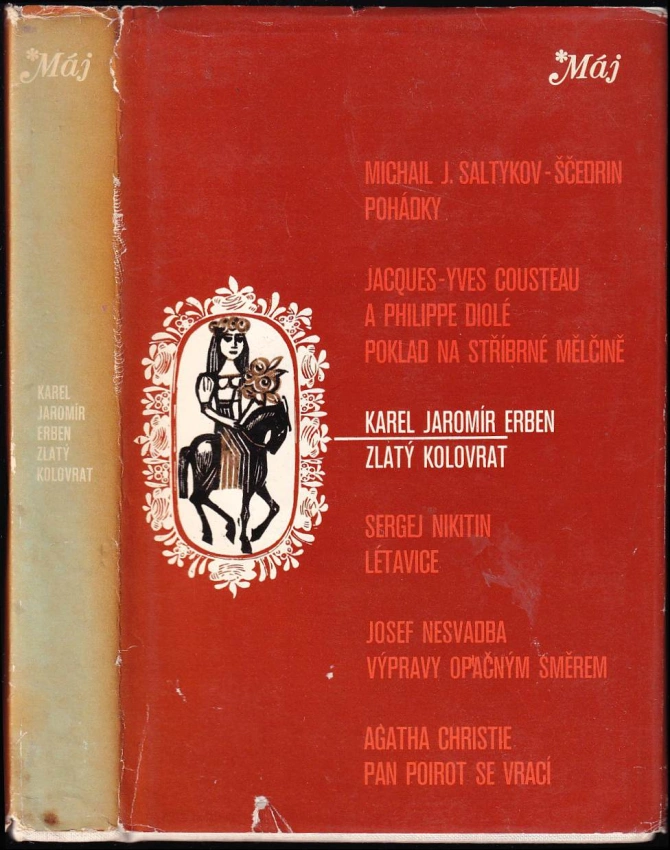 *Máj
KAREL
JAROMÍR
ERBEN
ZLATÝ
KOLOVRAT
*Máj
MICHAIL J. SALTYKOV-ŠČEDRIN
POHÁDKY
JACQUES-YVES COUSTEAU
A PHILIPPE DIOLÉ
POKLAD NA STŘÍBRNÉ MĚLČINĚ
KAREL JAROMÍR ERBEN
ZLATÝ KOLOVRAT
SERGEJ NIKITIN
LÉTAVICE
JOSEF NESVADBA
VÝPRAVY OPAČNÝM SMĚREM
AGATHA CHRISTIE
PAN POIROT SE VRACÍ